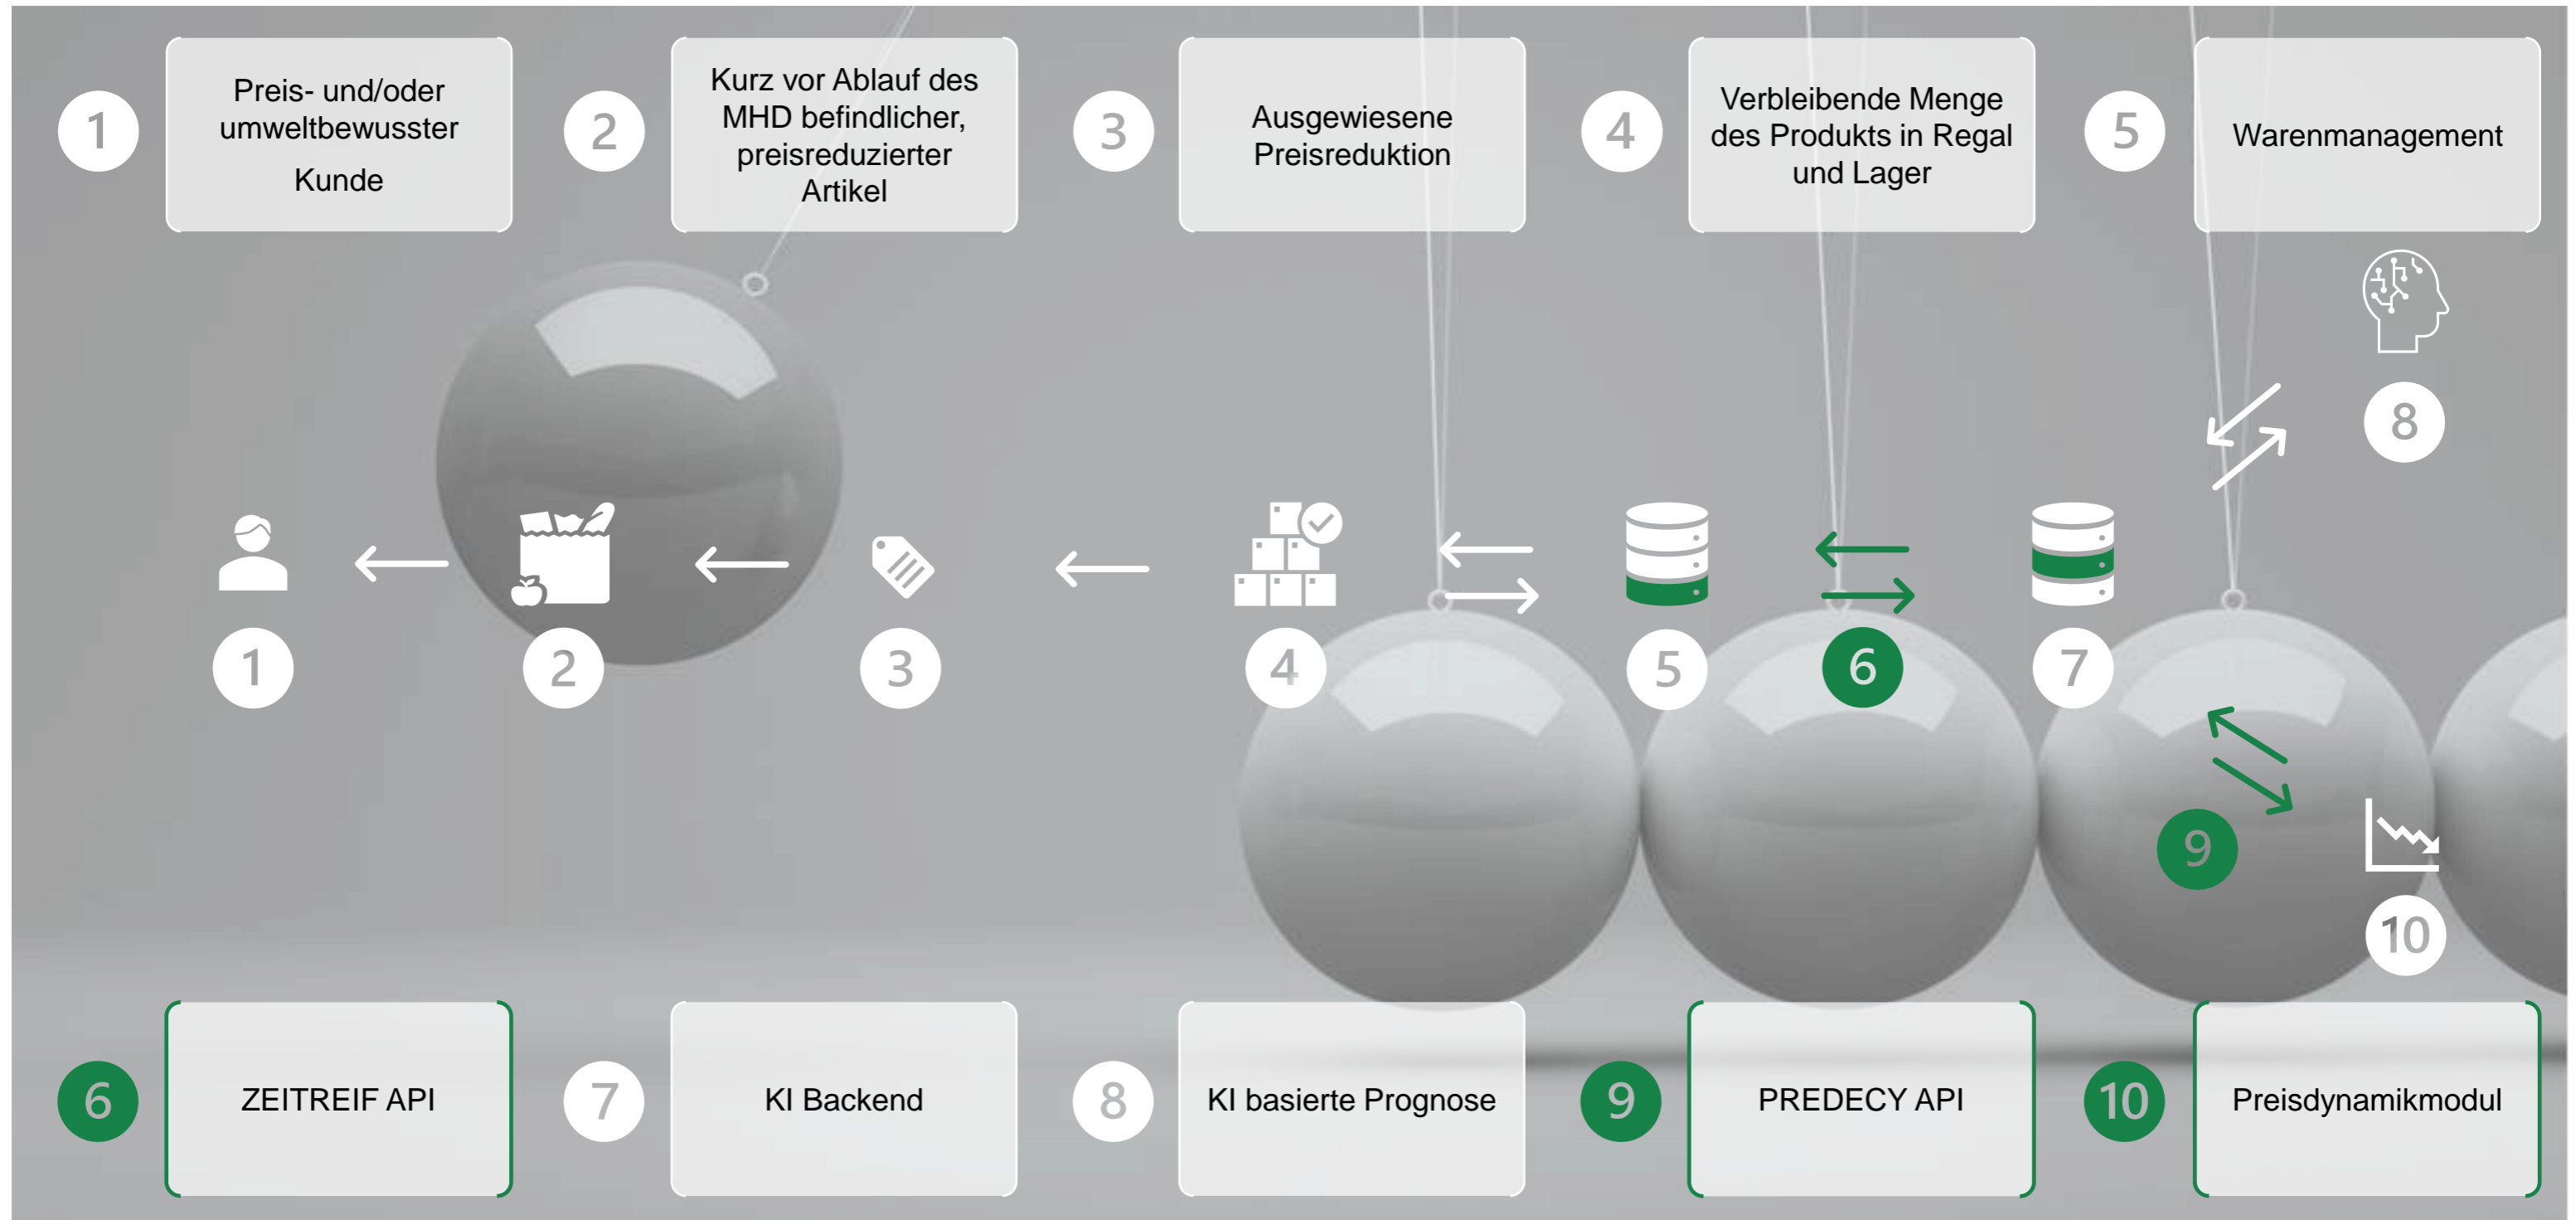 1
Preis- und/oder
umweltbewusster
Kunde
2
Kurz vor Ablauf des
MHD befindlicher,
preisreduzierter
Artikel
3
Ausgewiesene
Preisreduktion
4
Verbleibende Menge
des Produkts in Regal
und Lager
5
Warenmanagement
8
1
2
3
4
5
6
7
9
10
6
ZEITREIF API
7
KI Backend
8
KI basierte Prognose
9
PREDECY API
10
Preisdynamikmodul